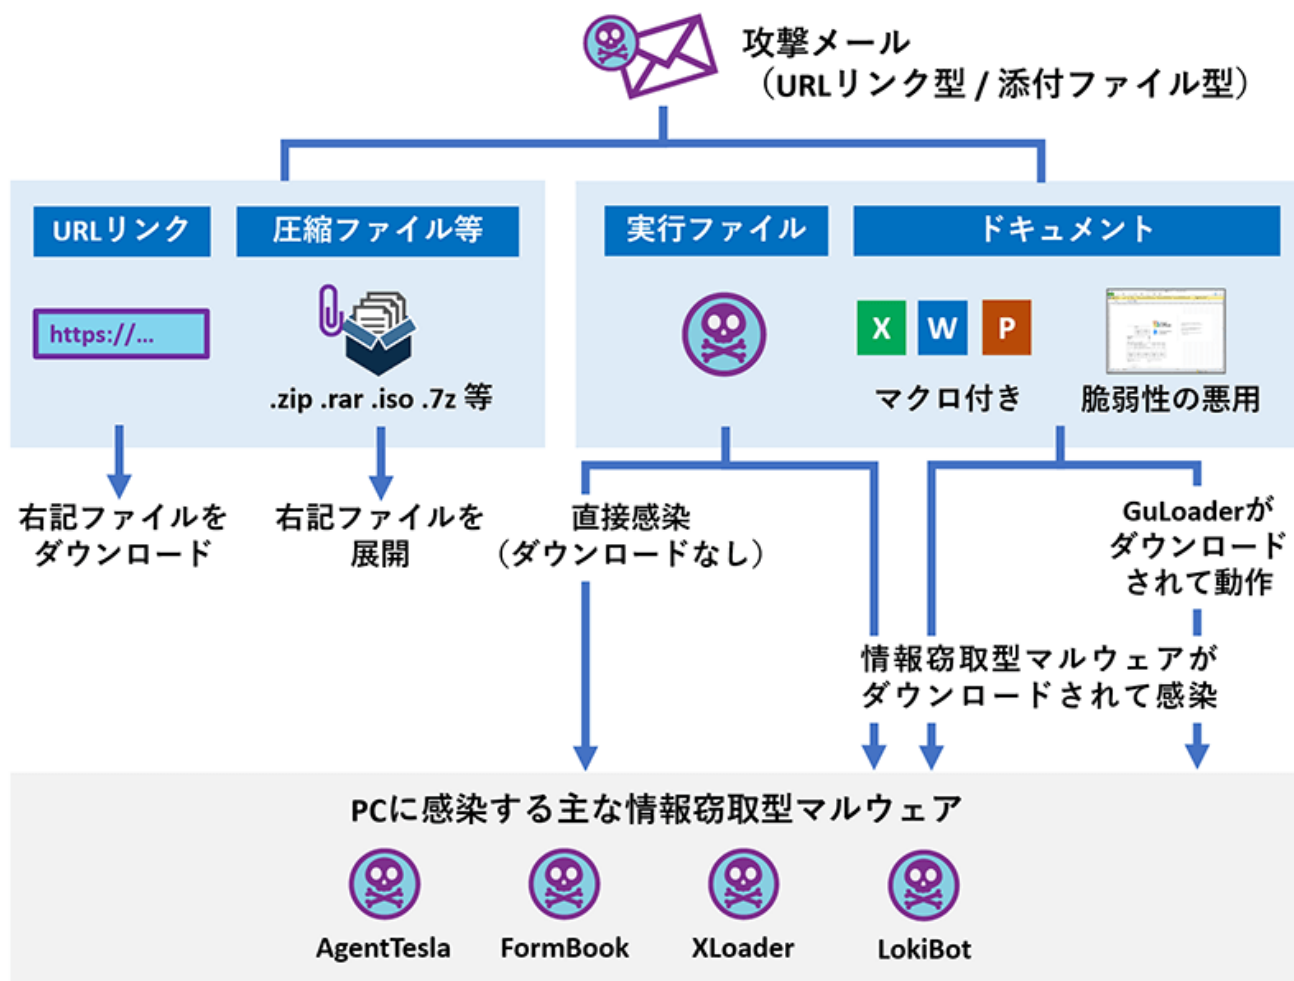 攻撃メール
（URLリンク型 / 添付ファイル型）
URLリンク
圧縮ファイル等
実行ファイル
ドキュメント
https://...
X W P
.zip .rar .iso .7z 等
マクロ付き
脆弱性の悪用
右記ファイルを
ダウンロード
右記ファイルを
展開
直接感染
（ダウンロードなし）
GuLoaderが
ダウンロード
されて動作
情報窃取型マルウェアが
ダウンロードされて感染
PCに感染する主な情報窃取型マルウェア
AgentTesla
FormBook
XLoader
LokiBot